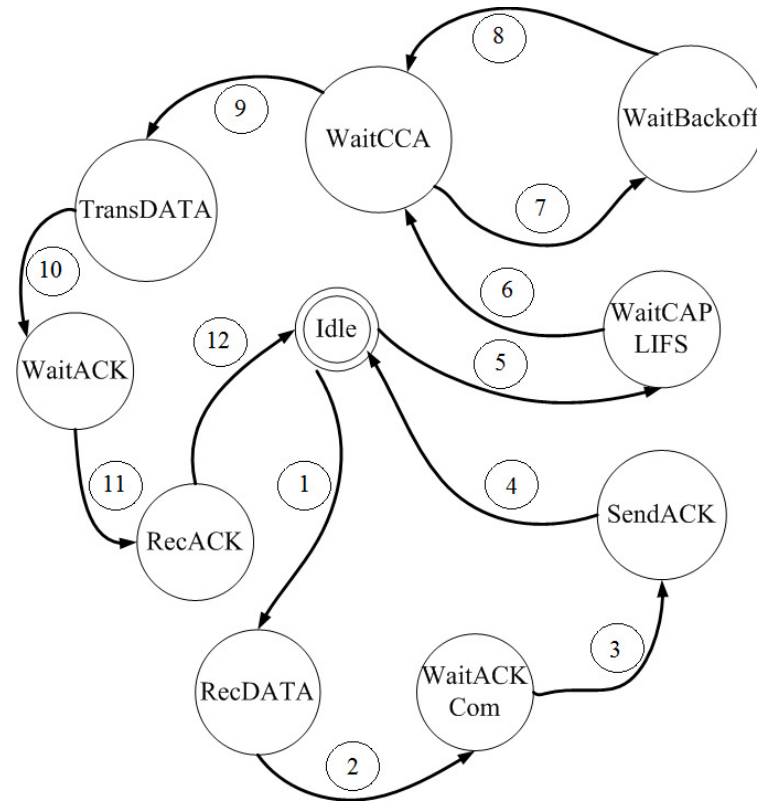 8
WaitBackoff
9
WaitCCA
TransDATA
7
10
6
WaitCAP
LIFS
12
Idle
5
WaitACK
11
1
4
SendACK
RecACK
3
RecDATA
WaitACK
Com
2